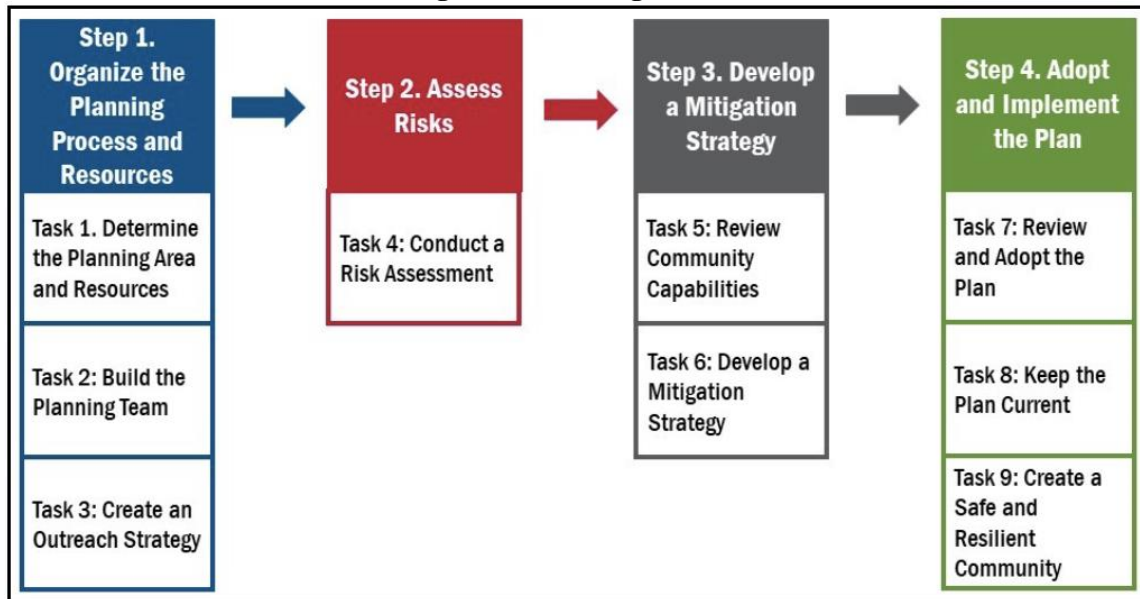 Step 1.
Organize the
Planning
Process and
Resources
Task 1. Determine
the Planning Area
and Resources
Task 2: Build the
Planning Team
Task 3: Create an
Outreach Strategy
Step 2. Assess
Risks
Task 4: Conduct a
Risk Assessment
Step 3. Develop
a Mitigation
Strategy
Task 5: Review
Community
Capabilities
Task 6: Develop a
Mitigation
Strategy
Step 4. Adopt
and Implement
the Plan
Task 7: Review
and Adopt the
Plan
Task 8: Keep the
Plan Current
Task 9: Create a
Safe and
Resilient
Community